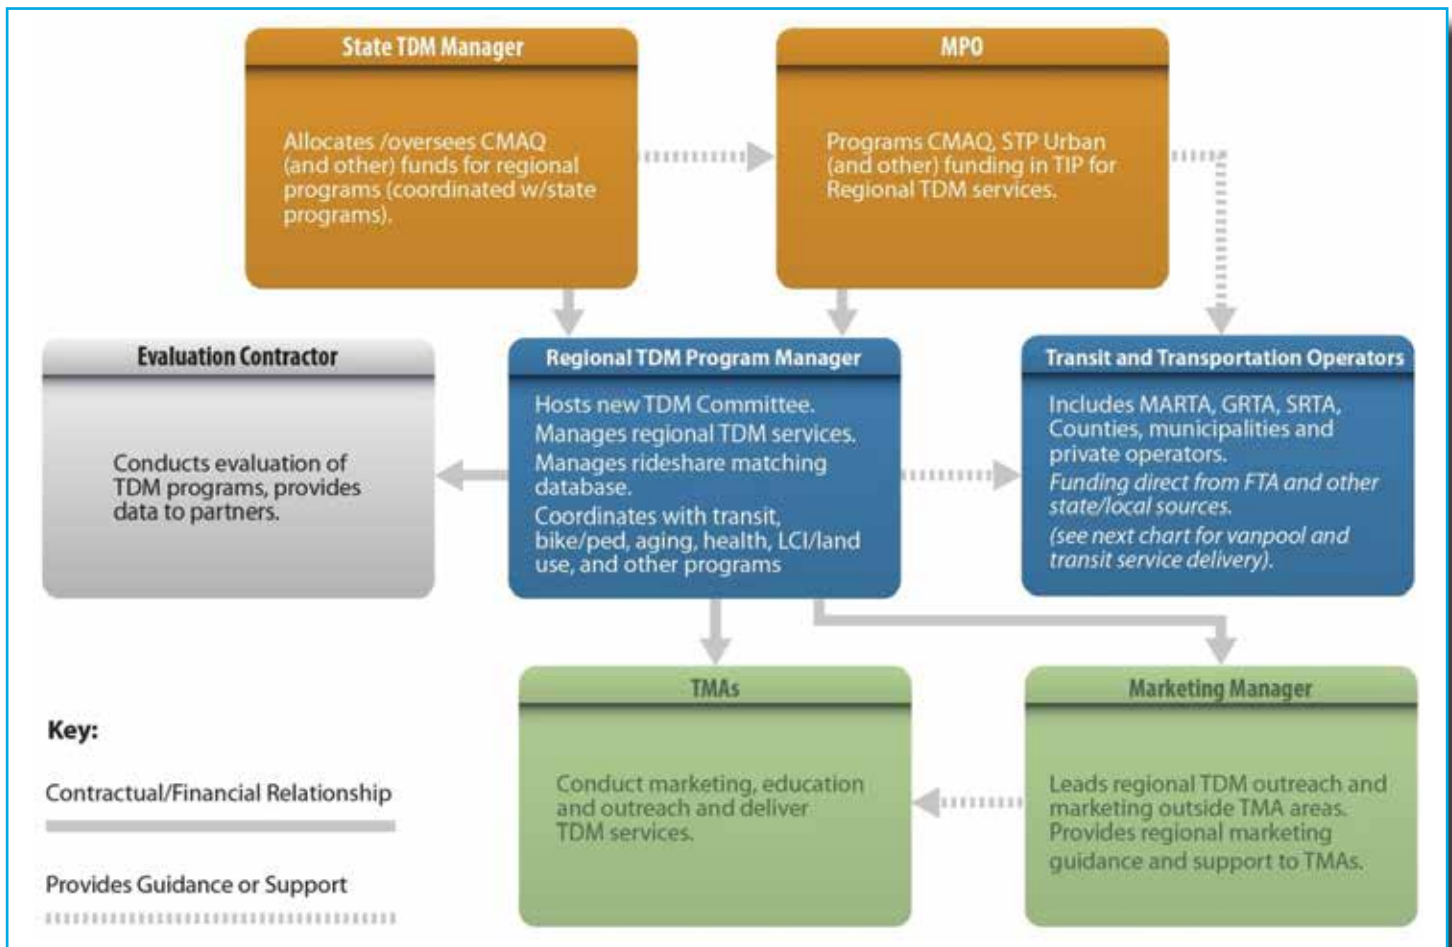 State TDM Manager
Allocates /oversees CMAQ
(and other) funds for regional
programs (coordinated w/state
programs).
MPO
Programs CMAQ, STP Urban
(and other) funding in TIP for
Regional TDM services.
Evaluation Contractor
Conducts evaluation of
TDM programs, provides
data to partners.
Regional TDM Program Manager
Hosts new TDM Committee.
Manages regional TDM services.
Manages rideshare matching
database.
Coordinates with transit,
bike/ped, aging, health, LCI/land
use, and other programs
Transit and Transportation Operators
Includes MARTA, GRTA, SRTA,
Counties, municipalities and
private operators.
Funding direct from FTA and other
state/local sources.
(see next chart for vanpool and
transit service delivery).
TMAs
Conduct marketing, education
and outreach and deliver
TDM services.
Marketing Manager
Leads regional TDM outreach and
marketing outside TMA areas.
Provides regional marketing
guidance and support to TMAs.
Key:
Contractual/Financial Relationship
Provides Guidance or Support